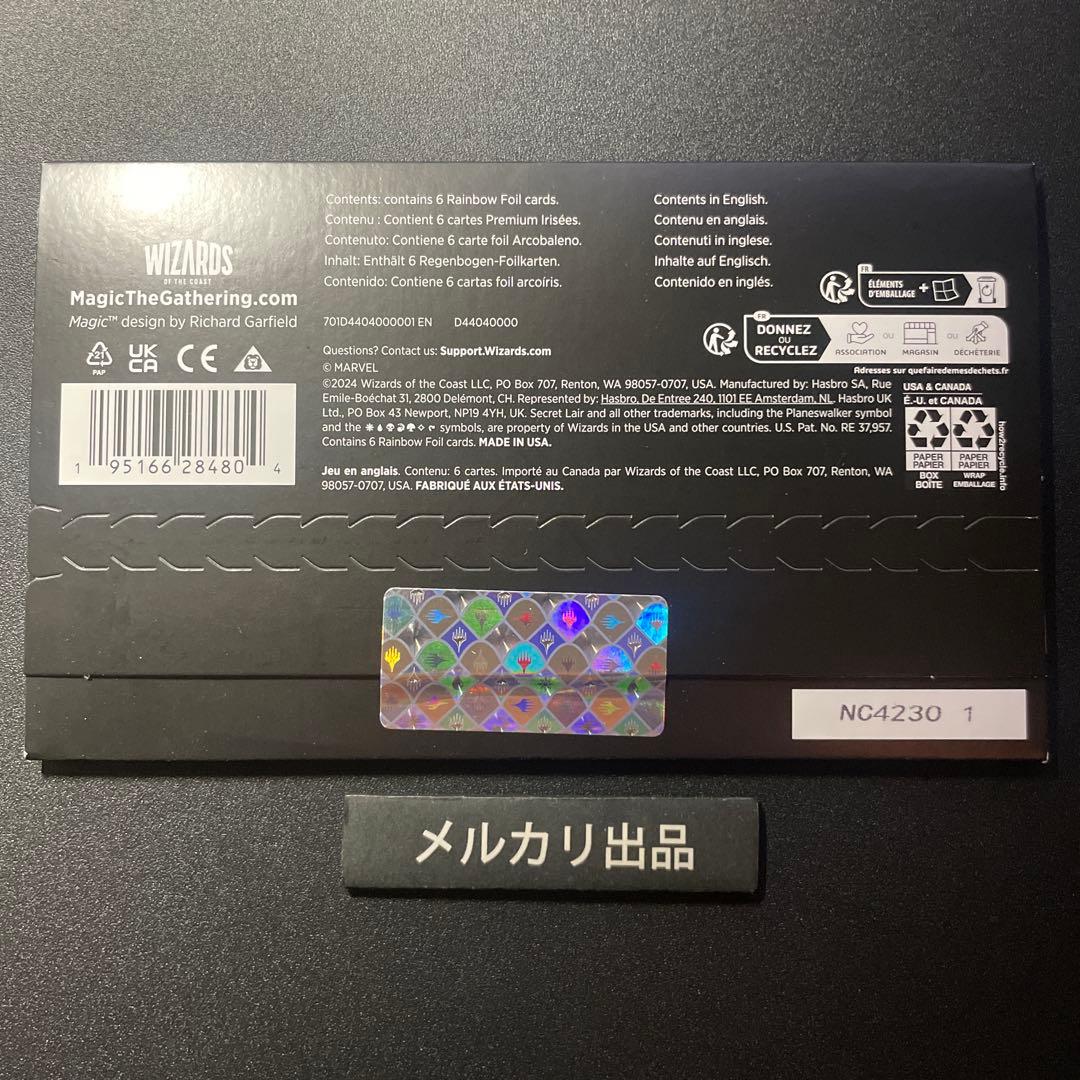 WIZARDS
OF THE COAST
MagicTheGathering.com
Magic™ design by Richard Garfield
21
PAP
UK
CA
CE
1 95166 28480 4
Contents: contains 6 Rainbow Foil cards.
Contenu : Contient 6 cartes Premium Irisées.
Contenuto: Contiene 6 carte foil Arcobaleno.
Inhalt: Enthält 6 Regenbogen-Foilkarten.
Contenido: Contiene 6 cartas foil arcoíris.
Contents in English.
Contenu en anglais.
Contenuti in inglese.
Inhalte auf Englisch.
Contenido en inglés.
701D4404000001 EN D44040000
Questions? Contact us: Support.Wizards.com
© MARVEL
©2024 Wizards of the Coast LLC, PO Box 707, Renton, WA 98057-0707, USA. Manufactured by: Hasbro SA, Rue
Emile-Boéchat 31, 2800 Delémont, CH. Represented by: Hasbro, De Entree 240, 1101 EE Amsterdam, NL. Hasbro UK
Ltd., PO Box 43 Newport, NP19 4YH, UK. Secret Lair and all other trademarks, including the Planeswalker symbol
and the symbols, are property of Wizards in the USA and other countries. U.S. Pat. No. RE 37,957.
Contains 6 Rainbow Foil cards. MADE IN USA.
Jeu en anglais. Contenu: 6 cartes. Importé au Canada par Wizards of the Coast LLC, PO Box 707, Renton, WA
98057-0707, USA. FABRIQUÉ AUX ÉTATS-UNIS.
FR
ÉLÉMENTS
D'EMBALLAGE +
FR
DONNEZ
OU
RECYCLEZ
ASSOCIATION
OU
MAGASIN
OU
DÉCHÈTERIE
Adresses sur quefairedemesdechets.fr
USA & CANADA
É.-U. et CANADA
PAPER
PAPIER
BOX
BOÎTE
PAPER
PAPIER
WRAP
EMBALLAGE
how2recycle.info
NC4230 1
メルカリ出品